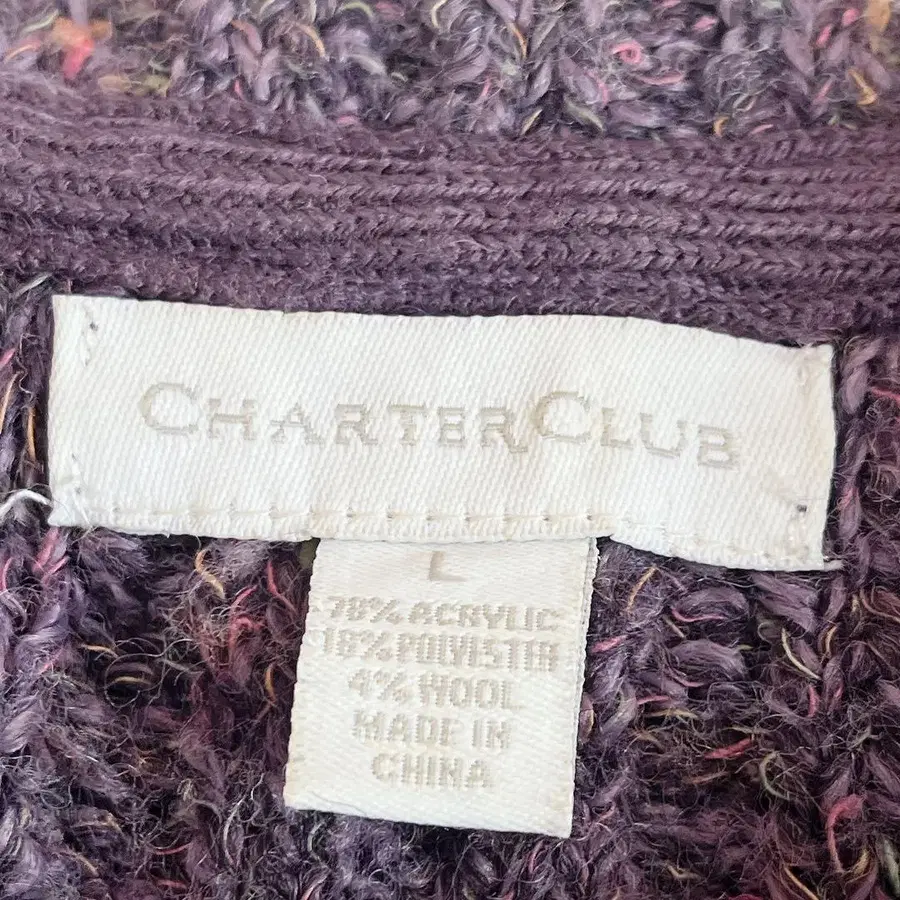 CHARTER CLUB
L
78% ACRYLIC
18% POLYESTER
4% WOOL
MADE IN
CHINA